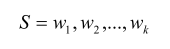 S = w₁, w₂,..., wₖ